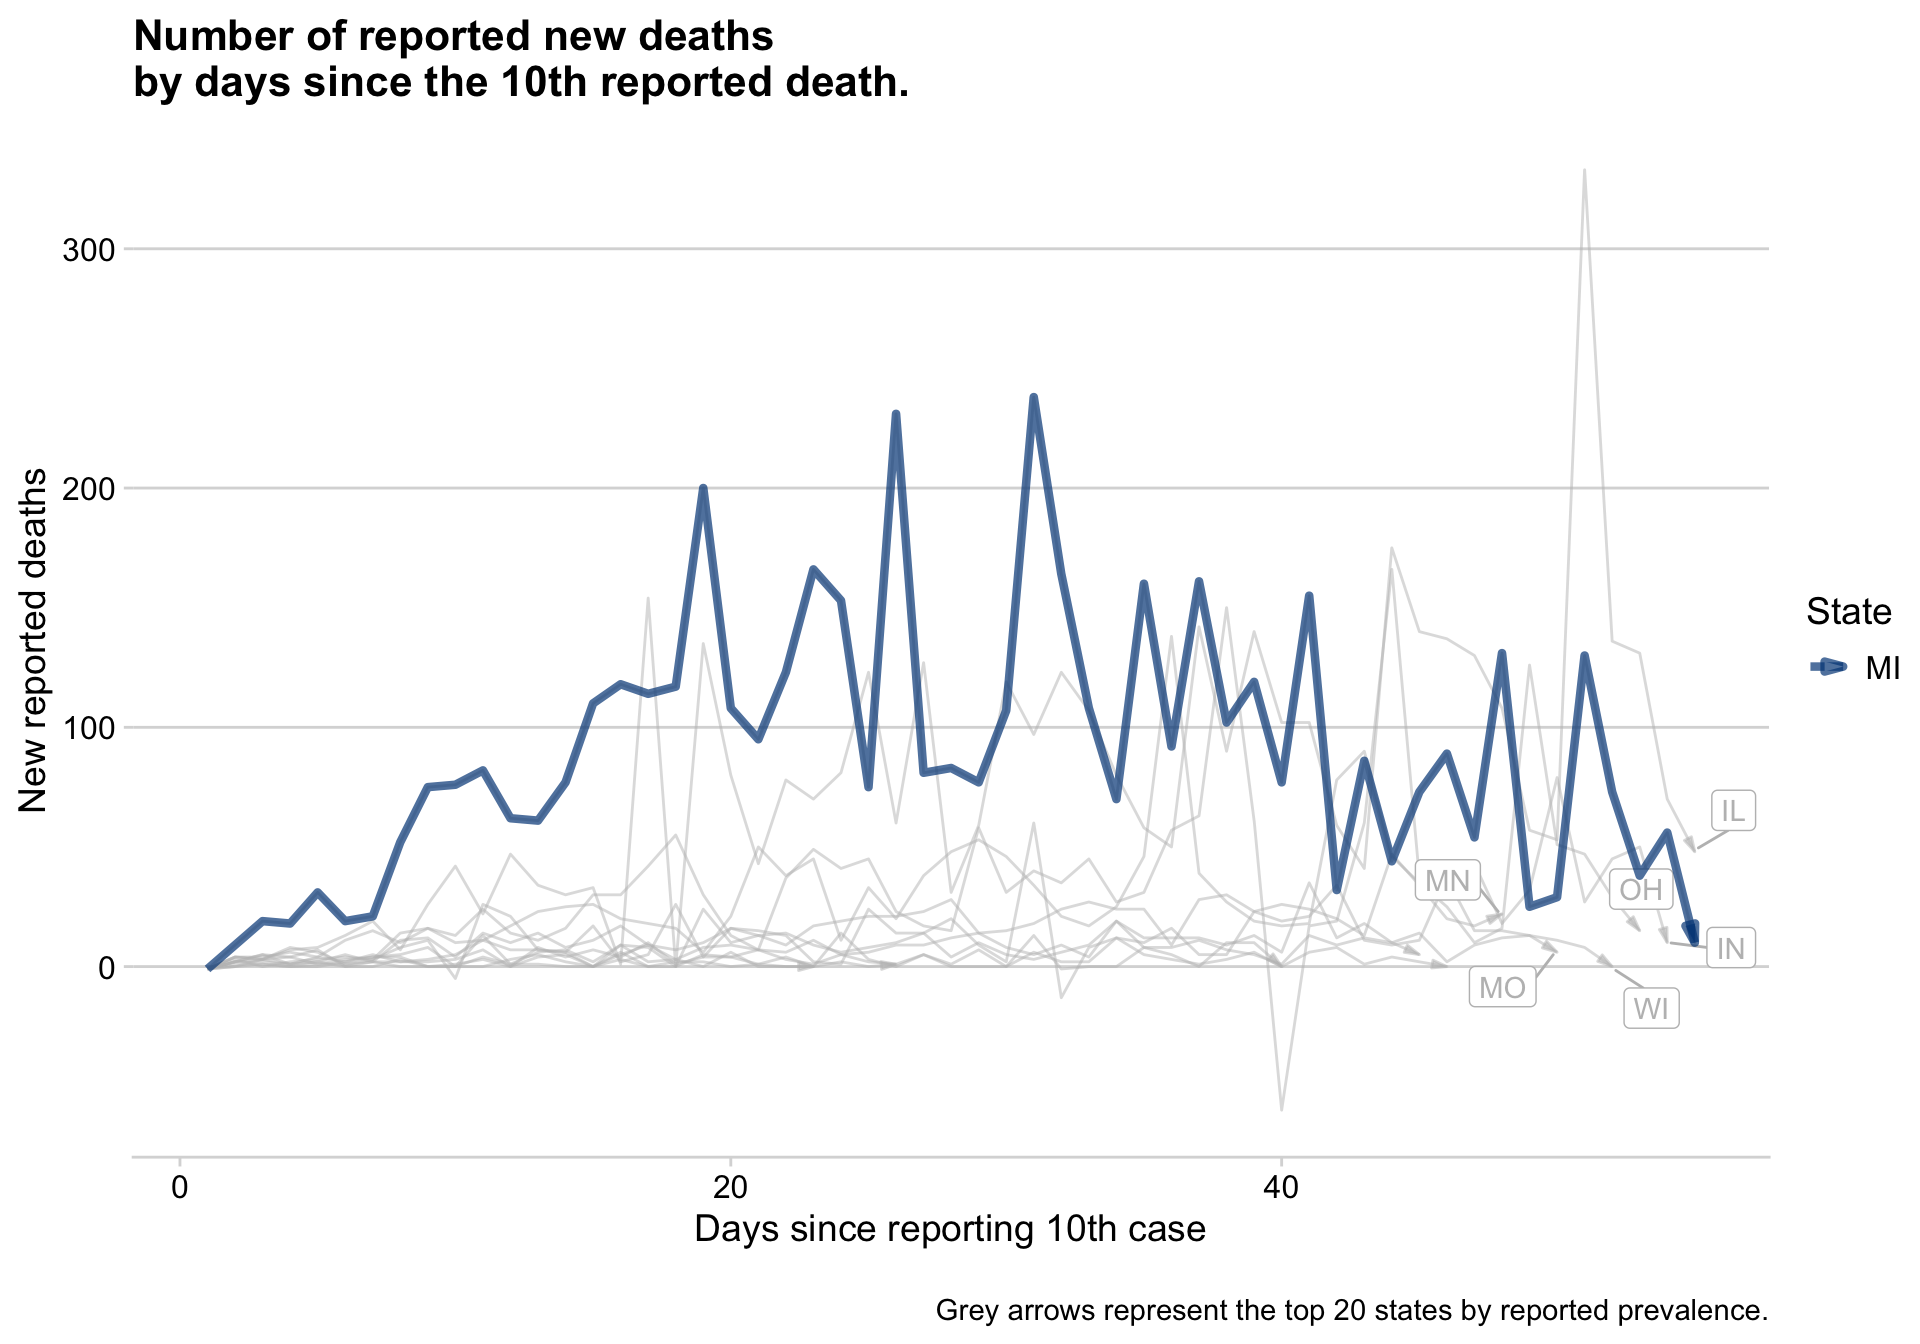 Number of reported new deaths
by days since the 10th reported death.
New reported deaths
300
200
100
0
0
20
40
Days since reporting 10th case
IL
MN
OH
IN
MO
WI
State
MI
Grey arrows represent the top 20 states by reported prevalence.